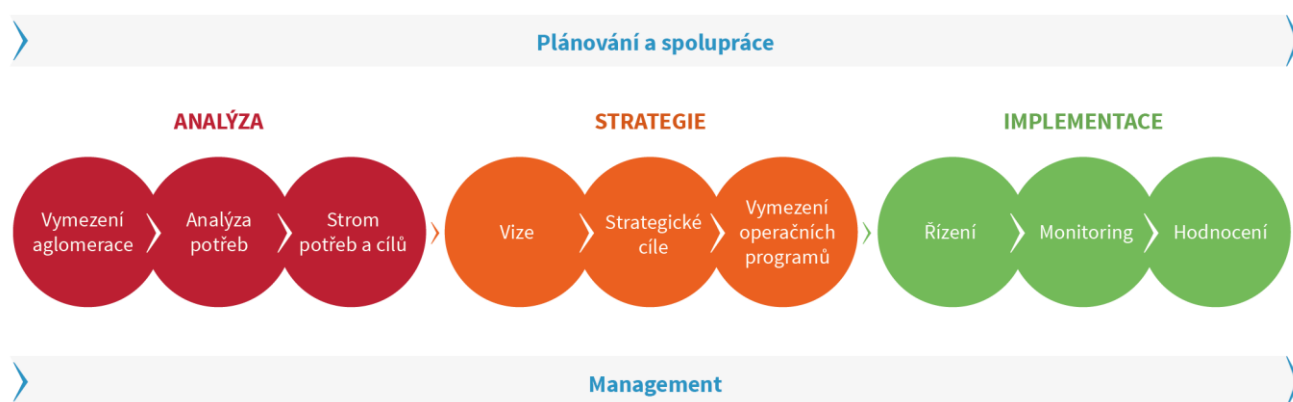 Plánování a spolupráce
ANALÝZA
STRATEGIE
IMPLEMENTACE
Vymezení
aglomerace
Analýza
potřeb
Strom
potřeb a cílů
Vize
Strategické
cíle
Vymezení
operačních
programů
Řízení
Monitoring
Hodnocení
Management